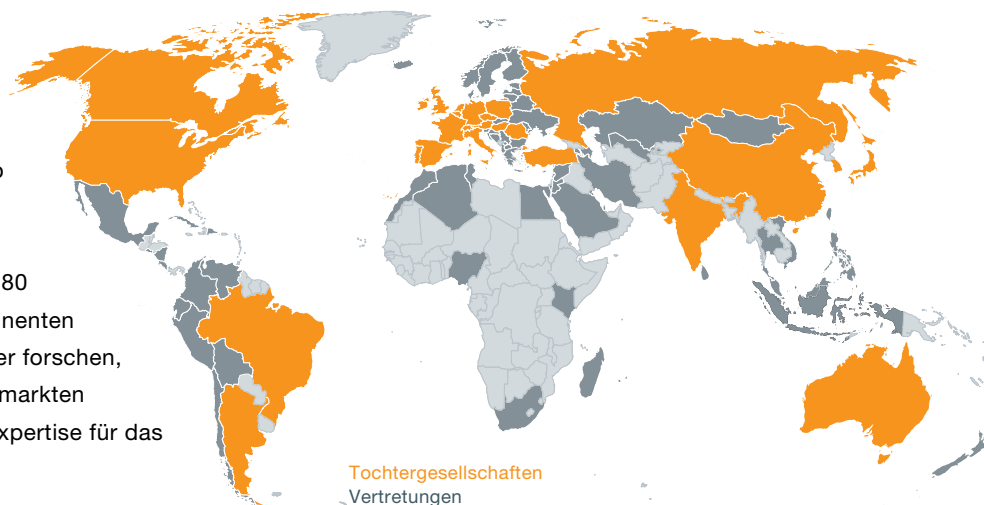 80
nenten
er forschen,
markten
xpertise für das
Tochtergesellschaften
Vertretungen